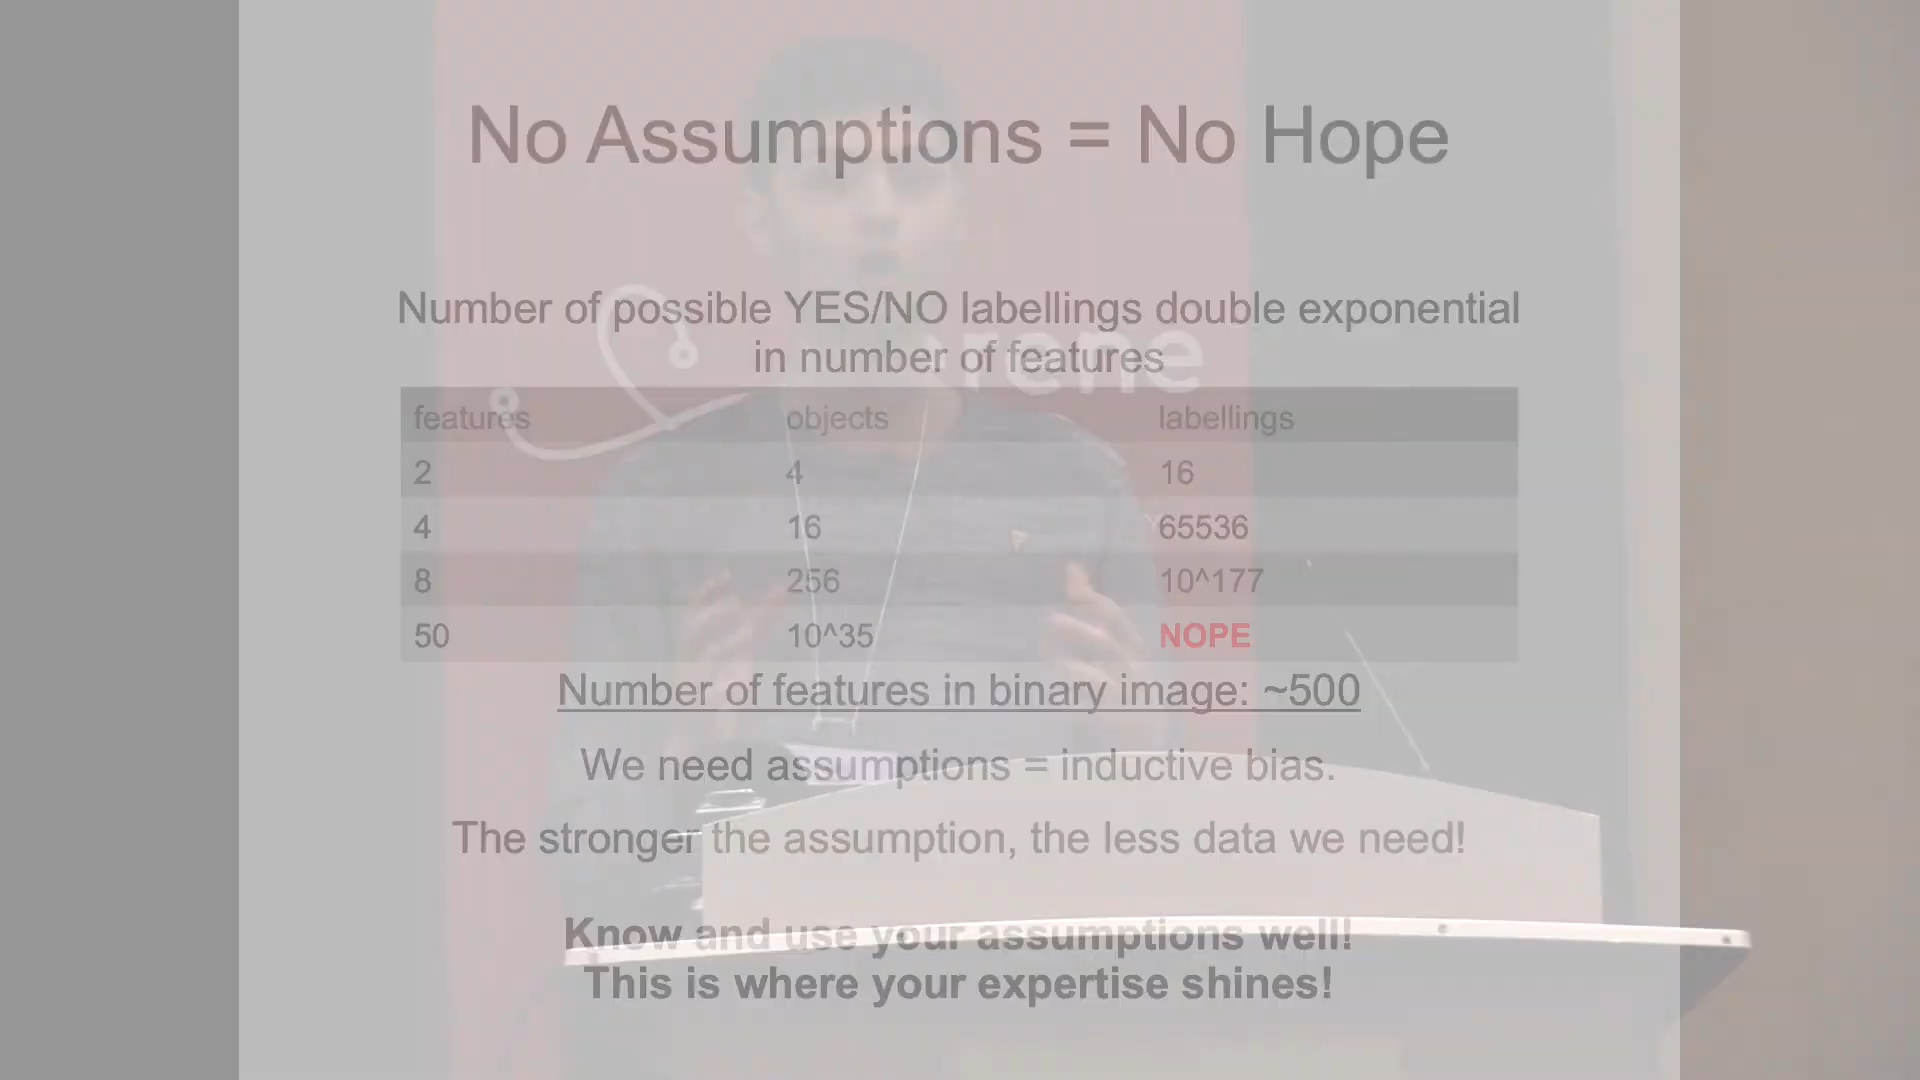 No Assumptions = No Hope
Number of possible YES/NO labellings double exponential
in number of features
rene
features objects labellings
2 4 16
4 16 65536
8 256 10^177
50 10^35 NOPE
Number of features in binary image: ~500
We need assumptions = inductive bias.
The stronger the assumption, the less data we need!
Know and use your assumptions well!
This is where your expertise shines!